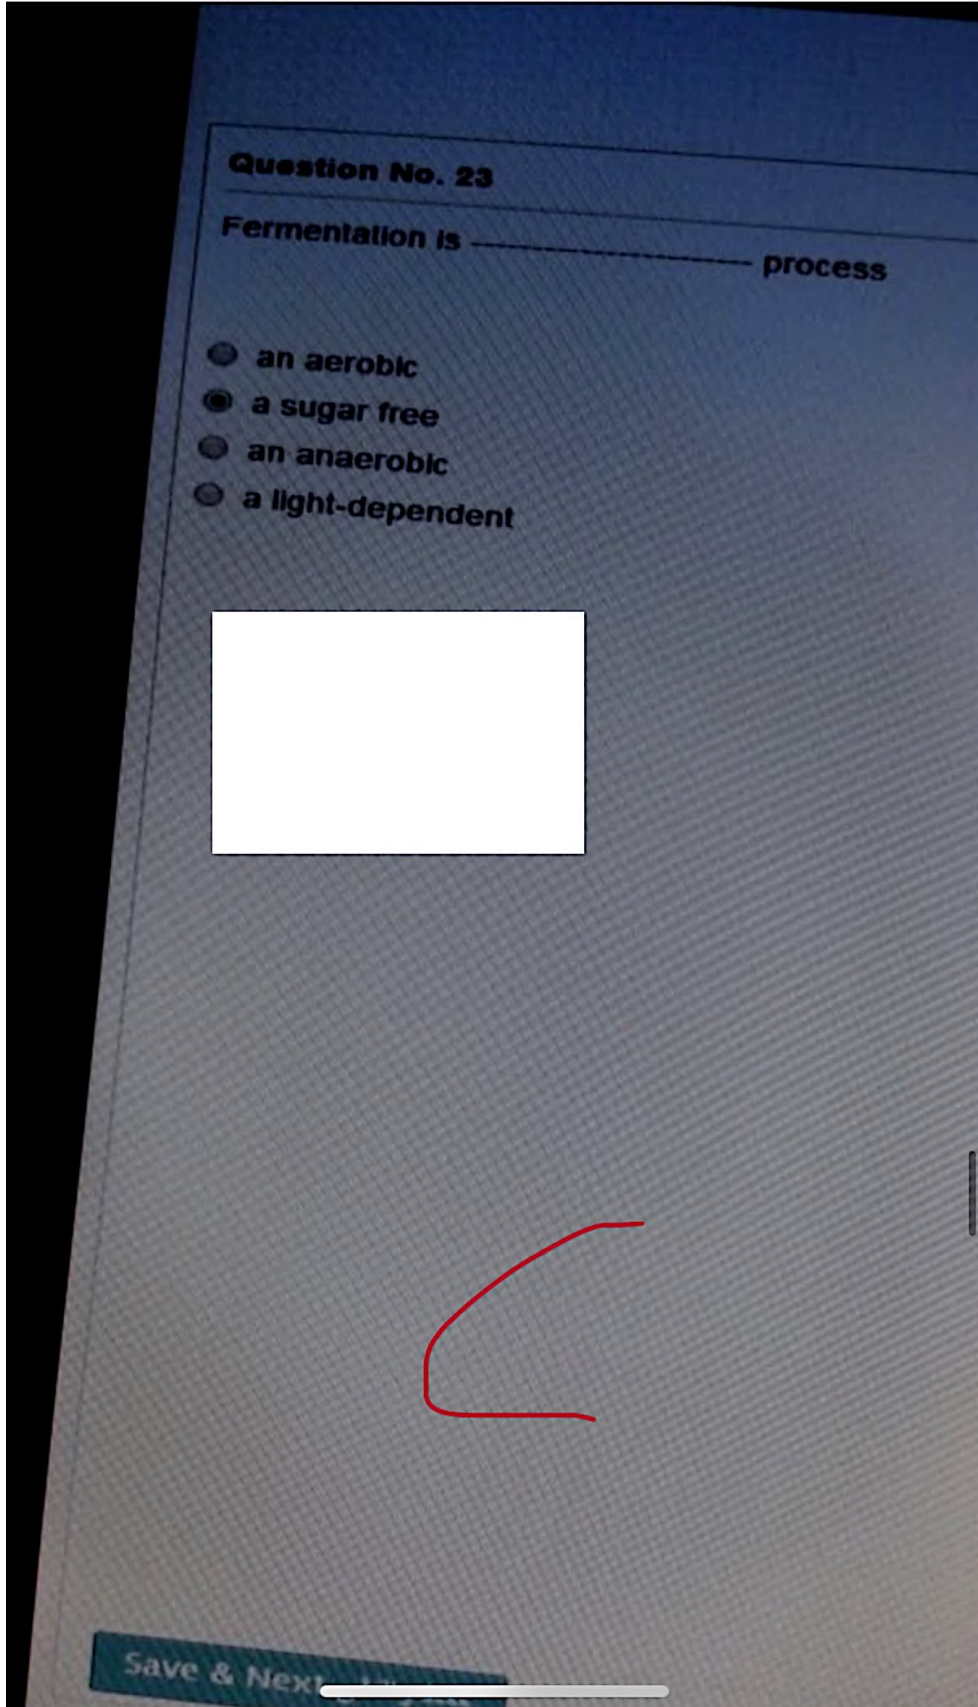 Question No. 23
Fermentation is ------------------------------ process
an aerobic
a sugar free
an anaerobic
a light-dependent
C
Save & Next